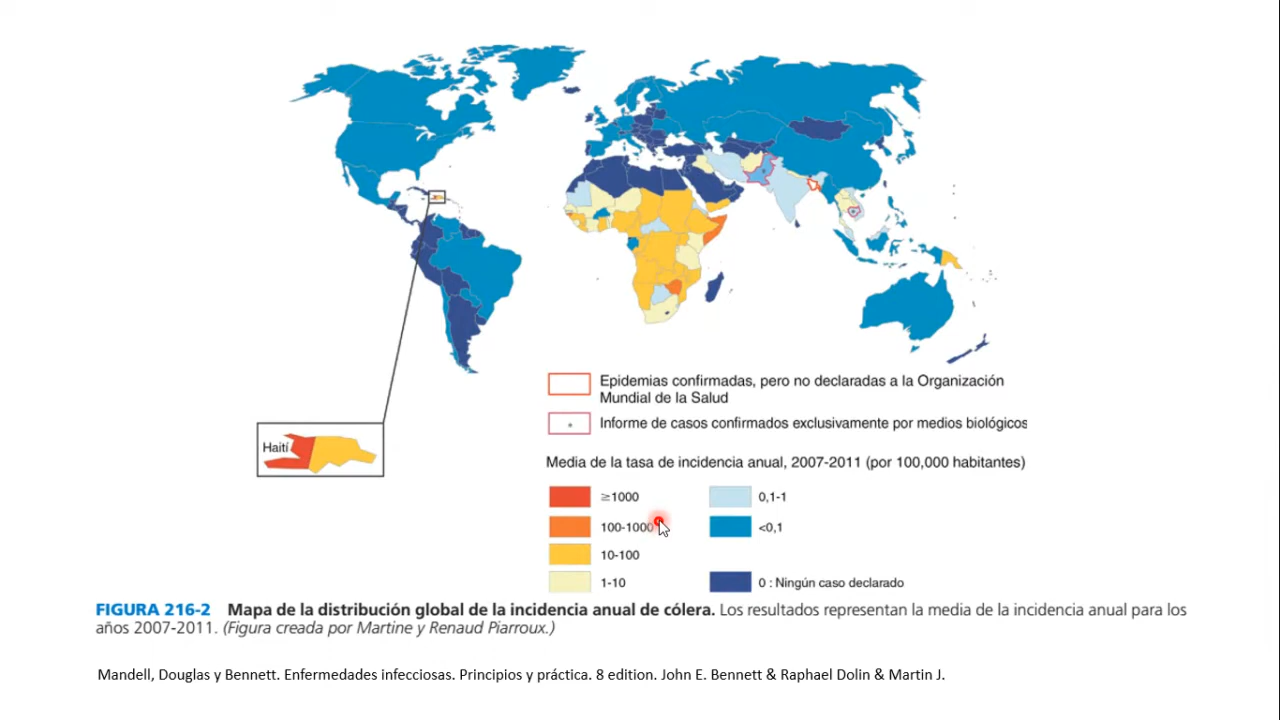 Haití
Epidemias confirmadas, pero no declaradas a la Organización
Mundial de la Salud
Informe de casos confirmados exclusivamente por medios biológicos
Media de la tasa de incidencia anual, 2007-2011 (por 100,000 habitantes)
≥1000
0,1-1
100-1000
<0,1
10-100
1-10
0 : Ningún caso declarado
FIGURA 216-2 Mapa de la distribución global de la incidencia anual de cólera. Los resultados representan la media de la incidencia anual para los
años 2007-2011. (Figura creada por Martine y Renaud Piarroux.)
Mandell, Douglas y Bennett. Enfermedades infecciosas. Principios y práctica. 8 edition. John E. Bennett & Raphael Dolin & Martin J.